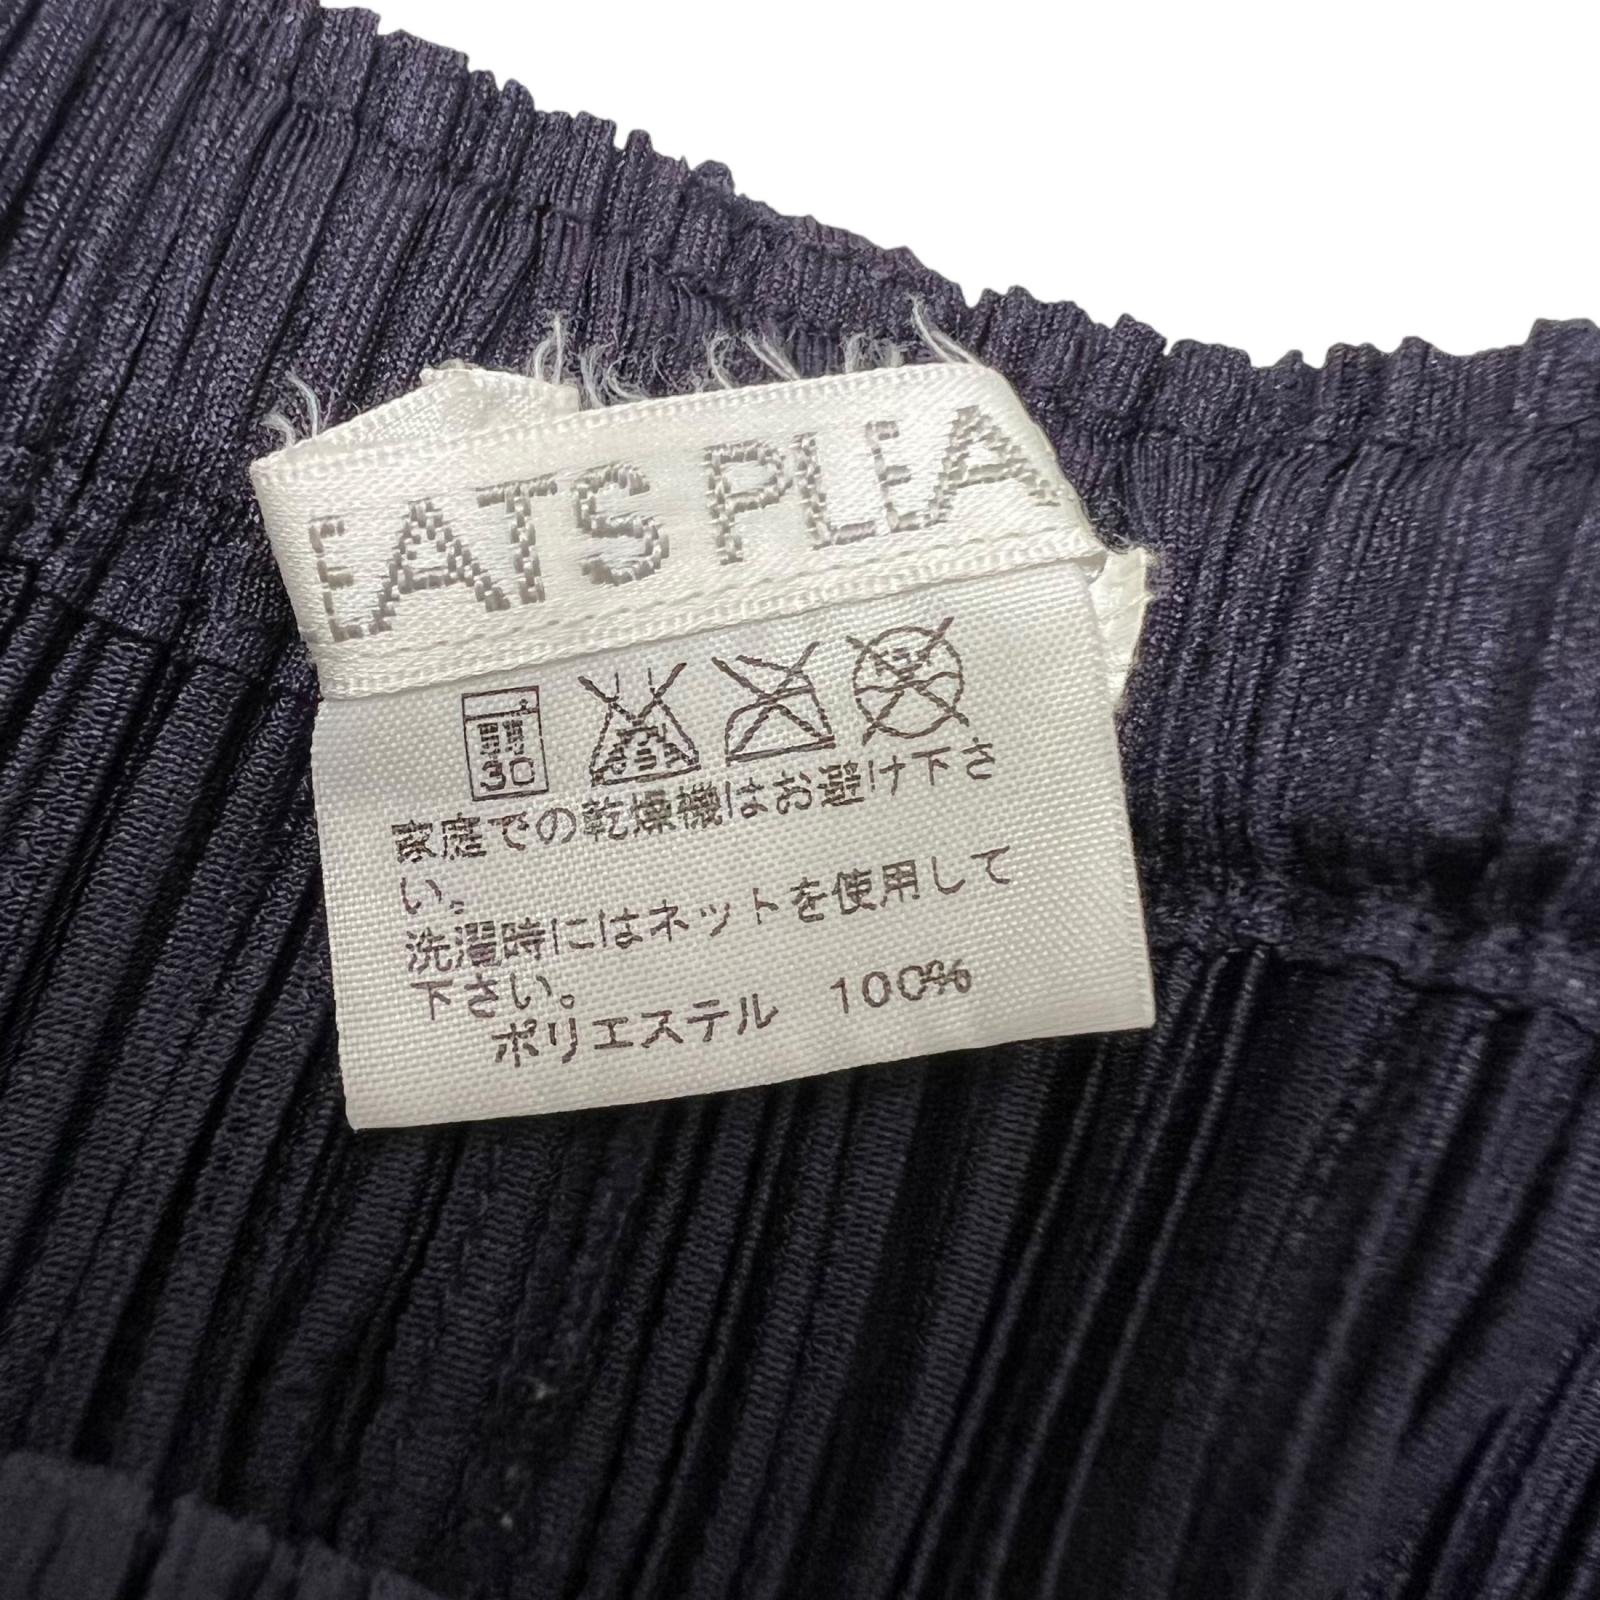 EATS PLEA
30
家庭での乾燥機はお避け下さ
い。
洗濯時にはネットを使用して
下さい。
ポリエステル 100%